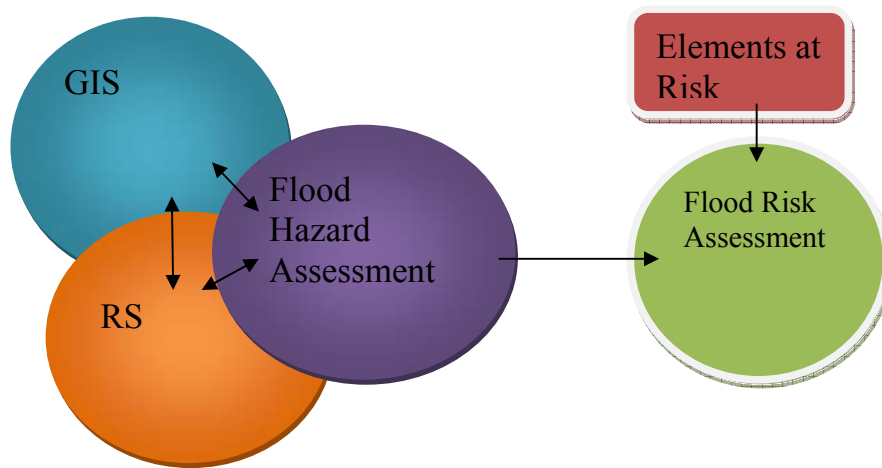 GIS
Elements at
Risk
Flood
Hazard
Assessment
Flood Risk
Assessment
RS